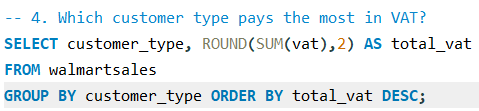 -- 4. Which customer type pays the most in VAT?
SELECT customer_type, ROUND(SUM(vat),2) AS total_vat
FROM walmartsales
GROUP BY customer_type ORDER BY total_vat DESC;